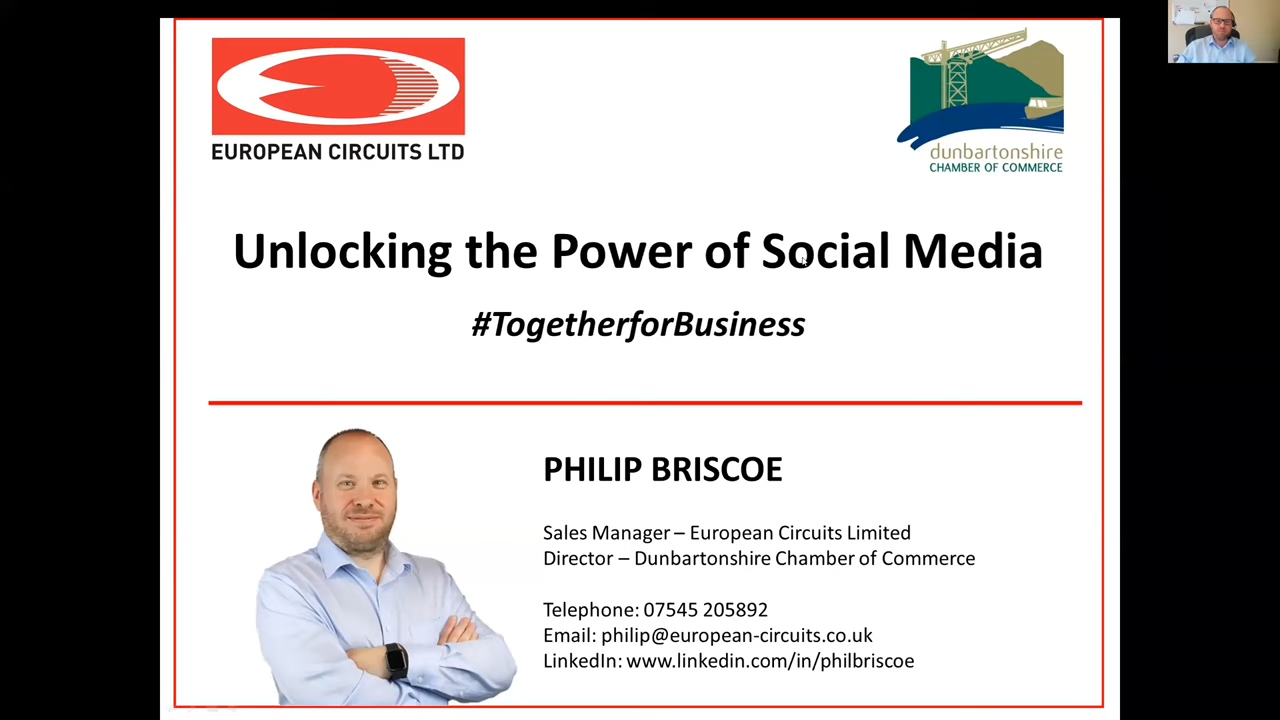 EUROPEAN CIRCUITS LTD
dunbartonshire
CHAMBER OF COMMERCE
Unlocking the Power of Social Media
#TogetherforBusiness
PHILIP BRISCOE
Sales Manager – European Circuits Limited
Director – Dunbartonshire Chamber of Commerce
Telephone: 07545 205892
Email: philip@european-circuits.co.uk
LinkedIn: www.linkedin.com/in/philbriscoe